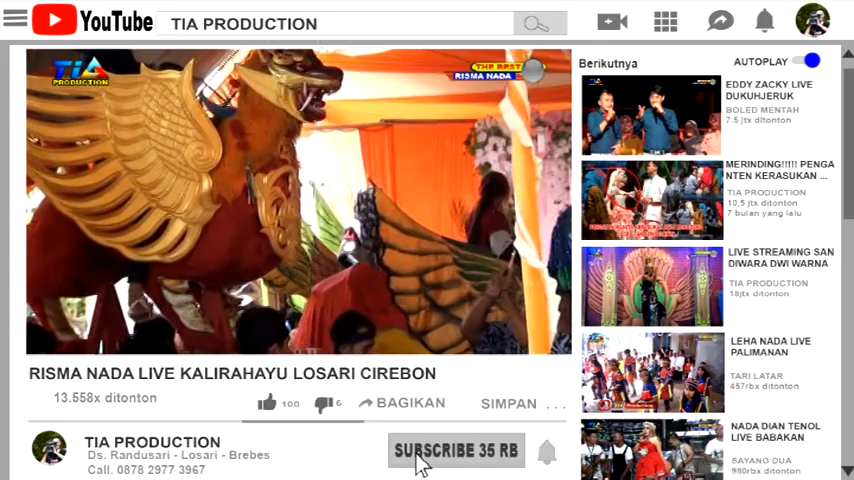 YouTube
TIA PRODUCTION
TIA
PRODUCTION
THE BEST
RISMA NADA
RISMA NADA LIVE KALIRAHAYU LOSARI CIREBON
13.558x ditonton
100
6
BAGIKAN
SIMPAN ...
TIA PRODUCTION
Ds. Randusari - Losari - Brebes
Call. 0878 2977 3967
SUBSCRIBE 35 RB
Berikutnya
AUTOPLAY
EDDY ZACKY LIVE
DUKUHJERUK
BOLED MENTAH
7.5 jtx ditonton
MERINDING!!!!! PENGA
NTEN KERASUKAN ...
TIA PRODUCTION
10,5 jtx ditonton
7 bulan yang lalu
LIVE STREAMING SAN
DIWARA DWI WARNA
TIA PRODUCTION
18jtx ditonton
LEHA NADA LIVE
PALIMANAN
TARI LATAR
457rbx ditonton
NADA DIAN TENOL
LIVE BABAKAN
SAYANG DUA
980rbx ditonton